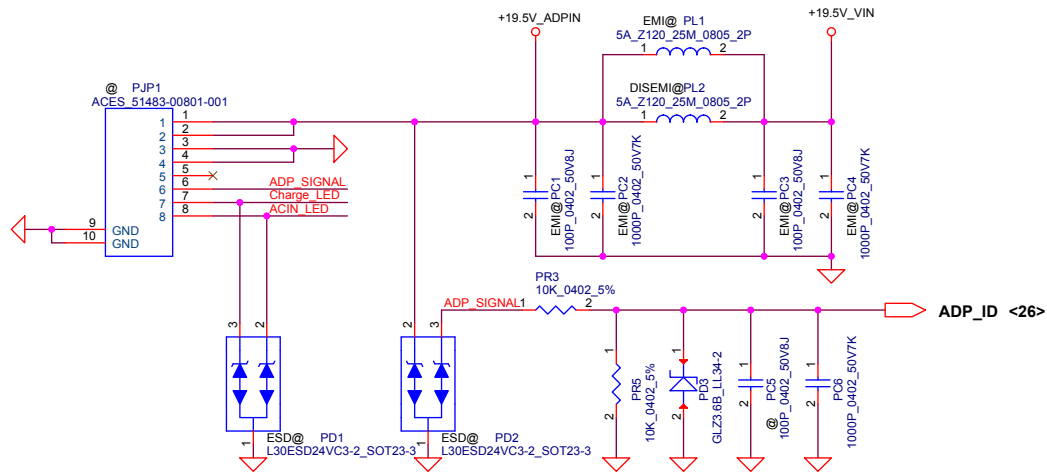 +19.5V_ADPIN
+19.5V_VIN
EMI@ PL1
5A_Z120_25M_0805_2P
1 2
DISEMI@PL2
5A_Z120_25M_0805_2P
1 2
@ PJP1
ACES_51483-00801-001
1 1
2 2
3 3
4 4
5 5
6 6
7 7
8 8
9 GND
10 GND
ADP_SIGNAL
Charge_LED
ACIN_LED
1
2
EMI@PC1
100P_0402_50V8J
1
2
EMI@PC2
1000P_0402_50V7K
1
2
EMI@PC3
100P_0402_50V8J
1
2
EMI@PC4
1000P_0402_50V7K
PR3
10K_0402_5%
ADP_SIGNAL 1 2
ADP_ID <26>
3 2
1
ESD@ PD1
L30ESD24VC3-2_SOT23-3
2 3
1
ESD@ PD2
L30ESD24VC3-2_SOT23-3
1
2
PR5
10K_0402_5%
1
2
PD3
GLZ3.6B_LL34-2
1
2
@ PC5
100P_0402_50V8J
1
2
PC6
1000P_0402_50V7K